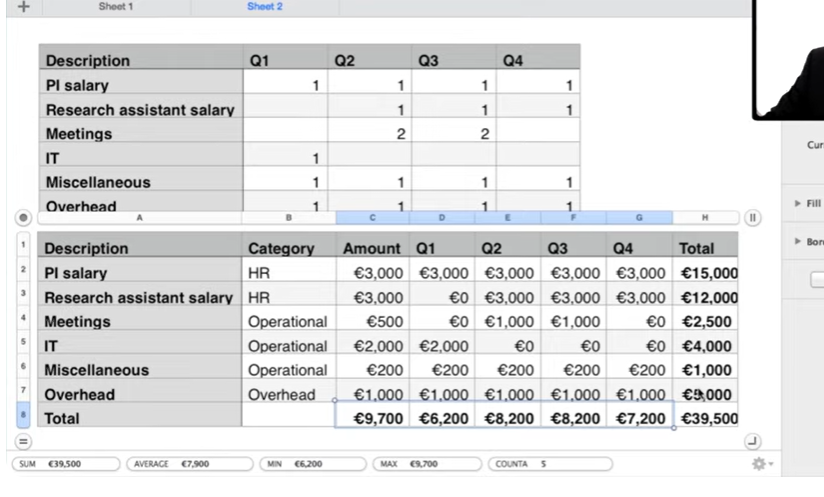 + Sheet 1 Sheet 2
Description Q1 Q2 Q3 Q4
PI salary 1 1 1 1
Research assistant salary 1 1 1
Meetings 2 2
IT 1
Miscellaneous 1 1 1 1
Overhead 1 1 1 1
A B C D E F G H
1 Description Category Amount Q1 Q2 Q3 Q4 Total
2 PI salary HR €3,000 €3,000 €3,000 €3,000 €3,000 €15,000
3 Research assistant salary HR €3,000 €0 €3,000 €3,000 €3,000 €12,000
4 Meetings Operational €500 €0 €1,000 €1,000 €0 €2,500
5 IT Operational €2,000 €2,000 €0 €0 €0 €4,000
6 Miscellaneous Operational €200 €200 €200 €200 €200 €1,000
7 Overhead Overhead €1,000 €1,000 €1,000 €1,000 €1,000
8 Total €9,700 €6,200 €8,200 €8,200 €7,200 €39,500
SUM €39,500 AVERAGE €7,900 MIN €6,200 MAX €9,700 COUNTA 5
Fill